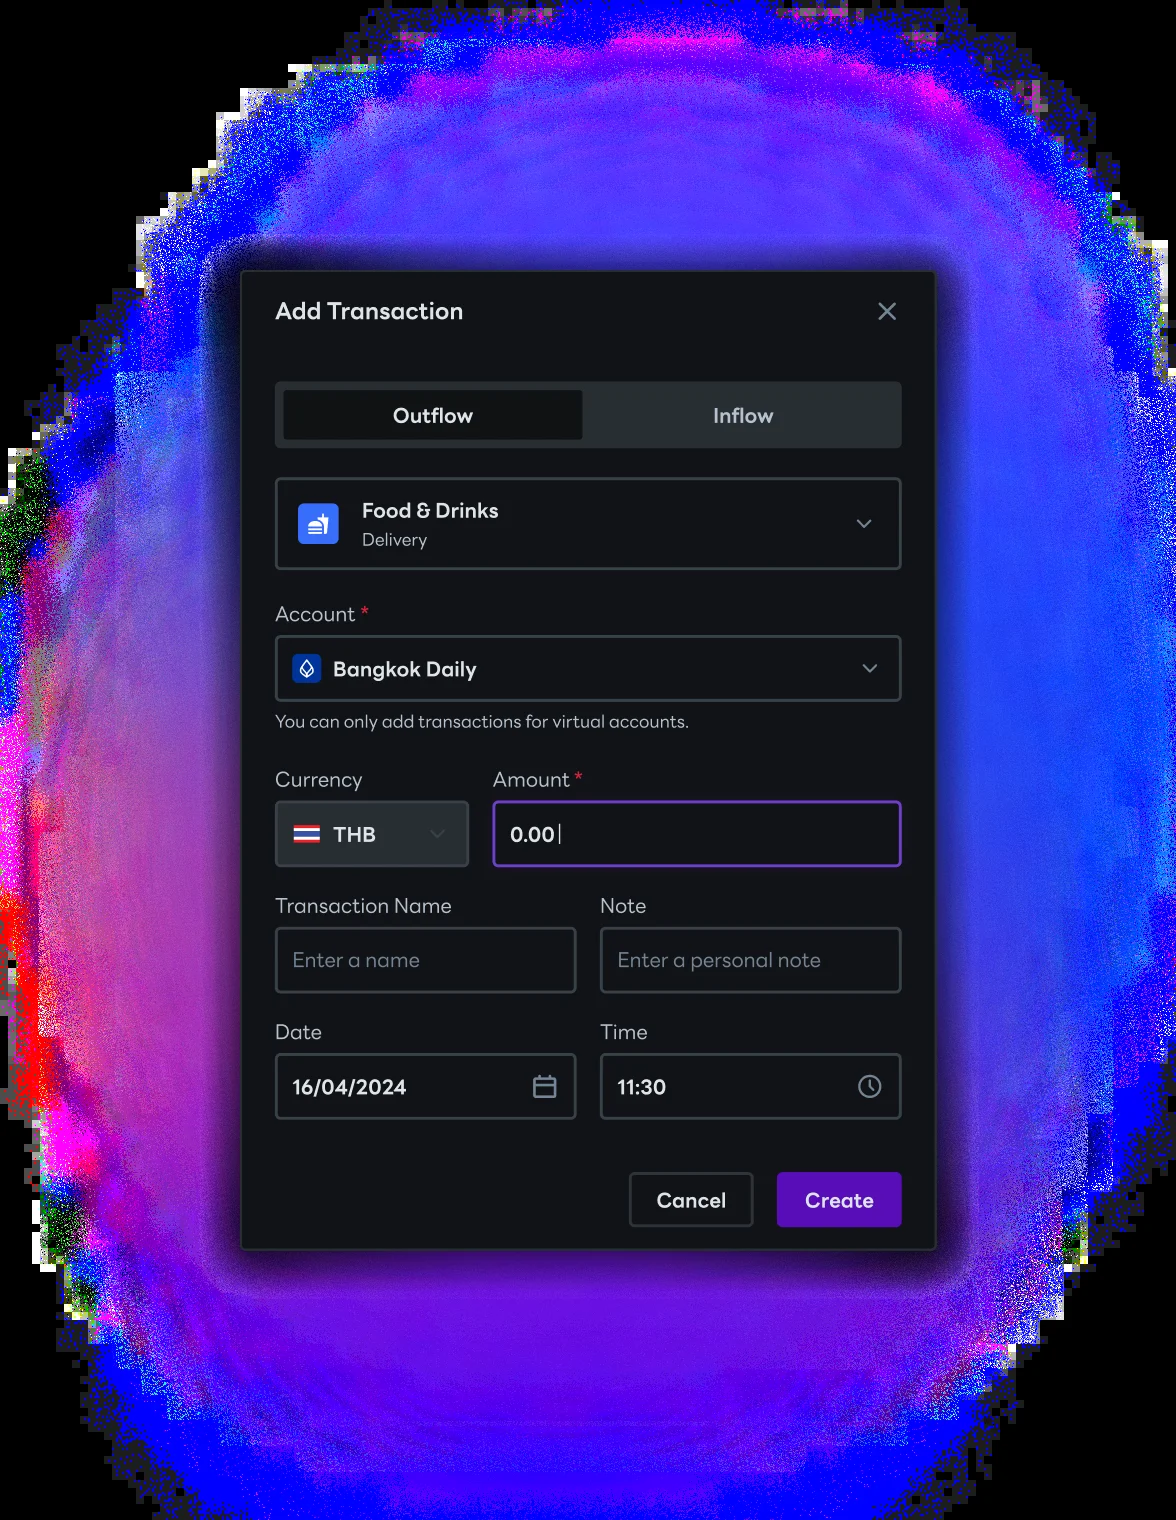 Add Transaction
Outflow
Inflow
Food & Drinks
Delivery
Account *
Bangkok Daily
You can only add transactions for virtual accounts.
Currency
Amount *
THB
0.00
Transaction Name
Note
Enter a name
Enter a personal note
Date
Time
16/04/2024
11:30
Cancel
Create